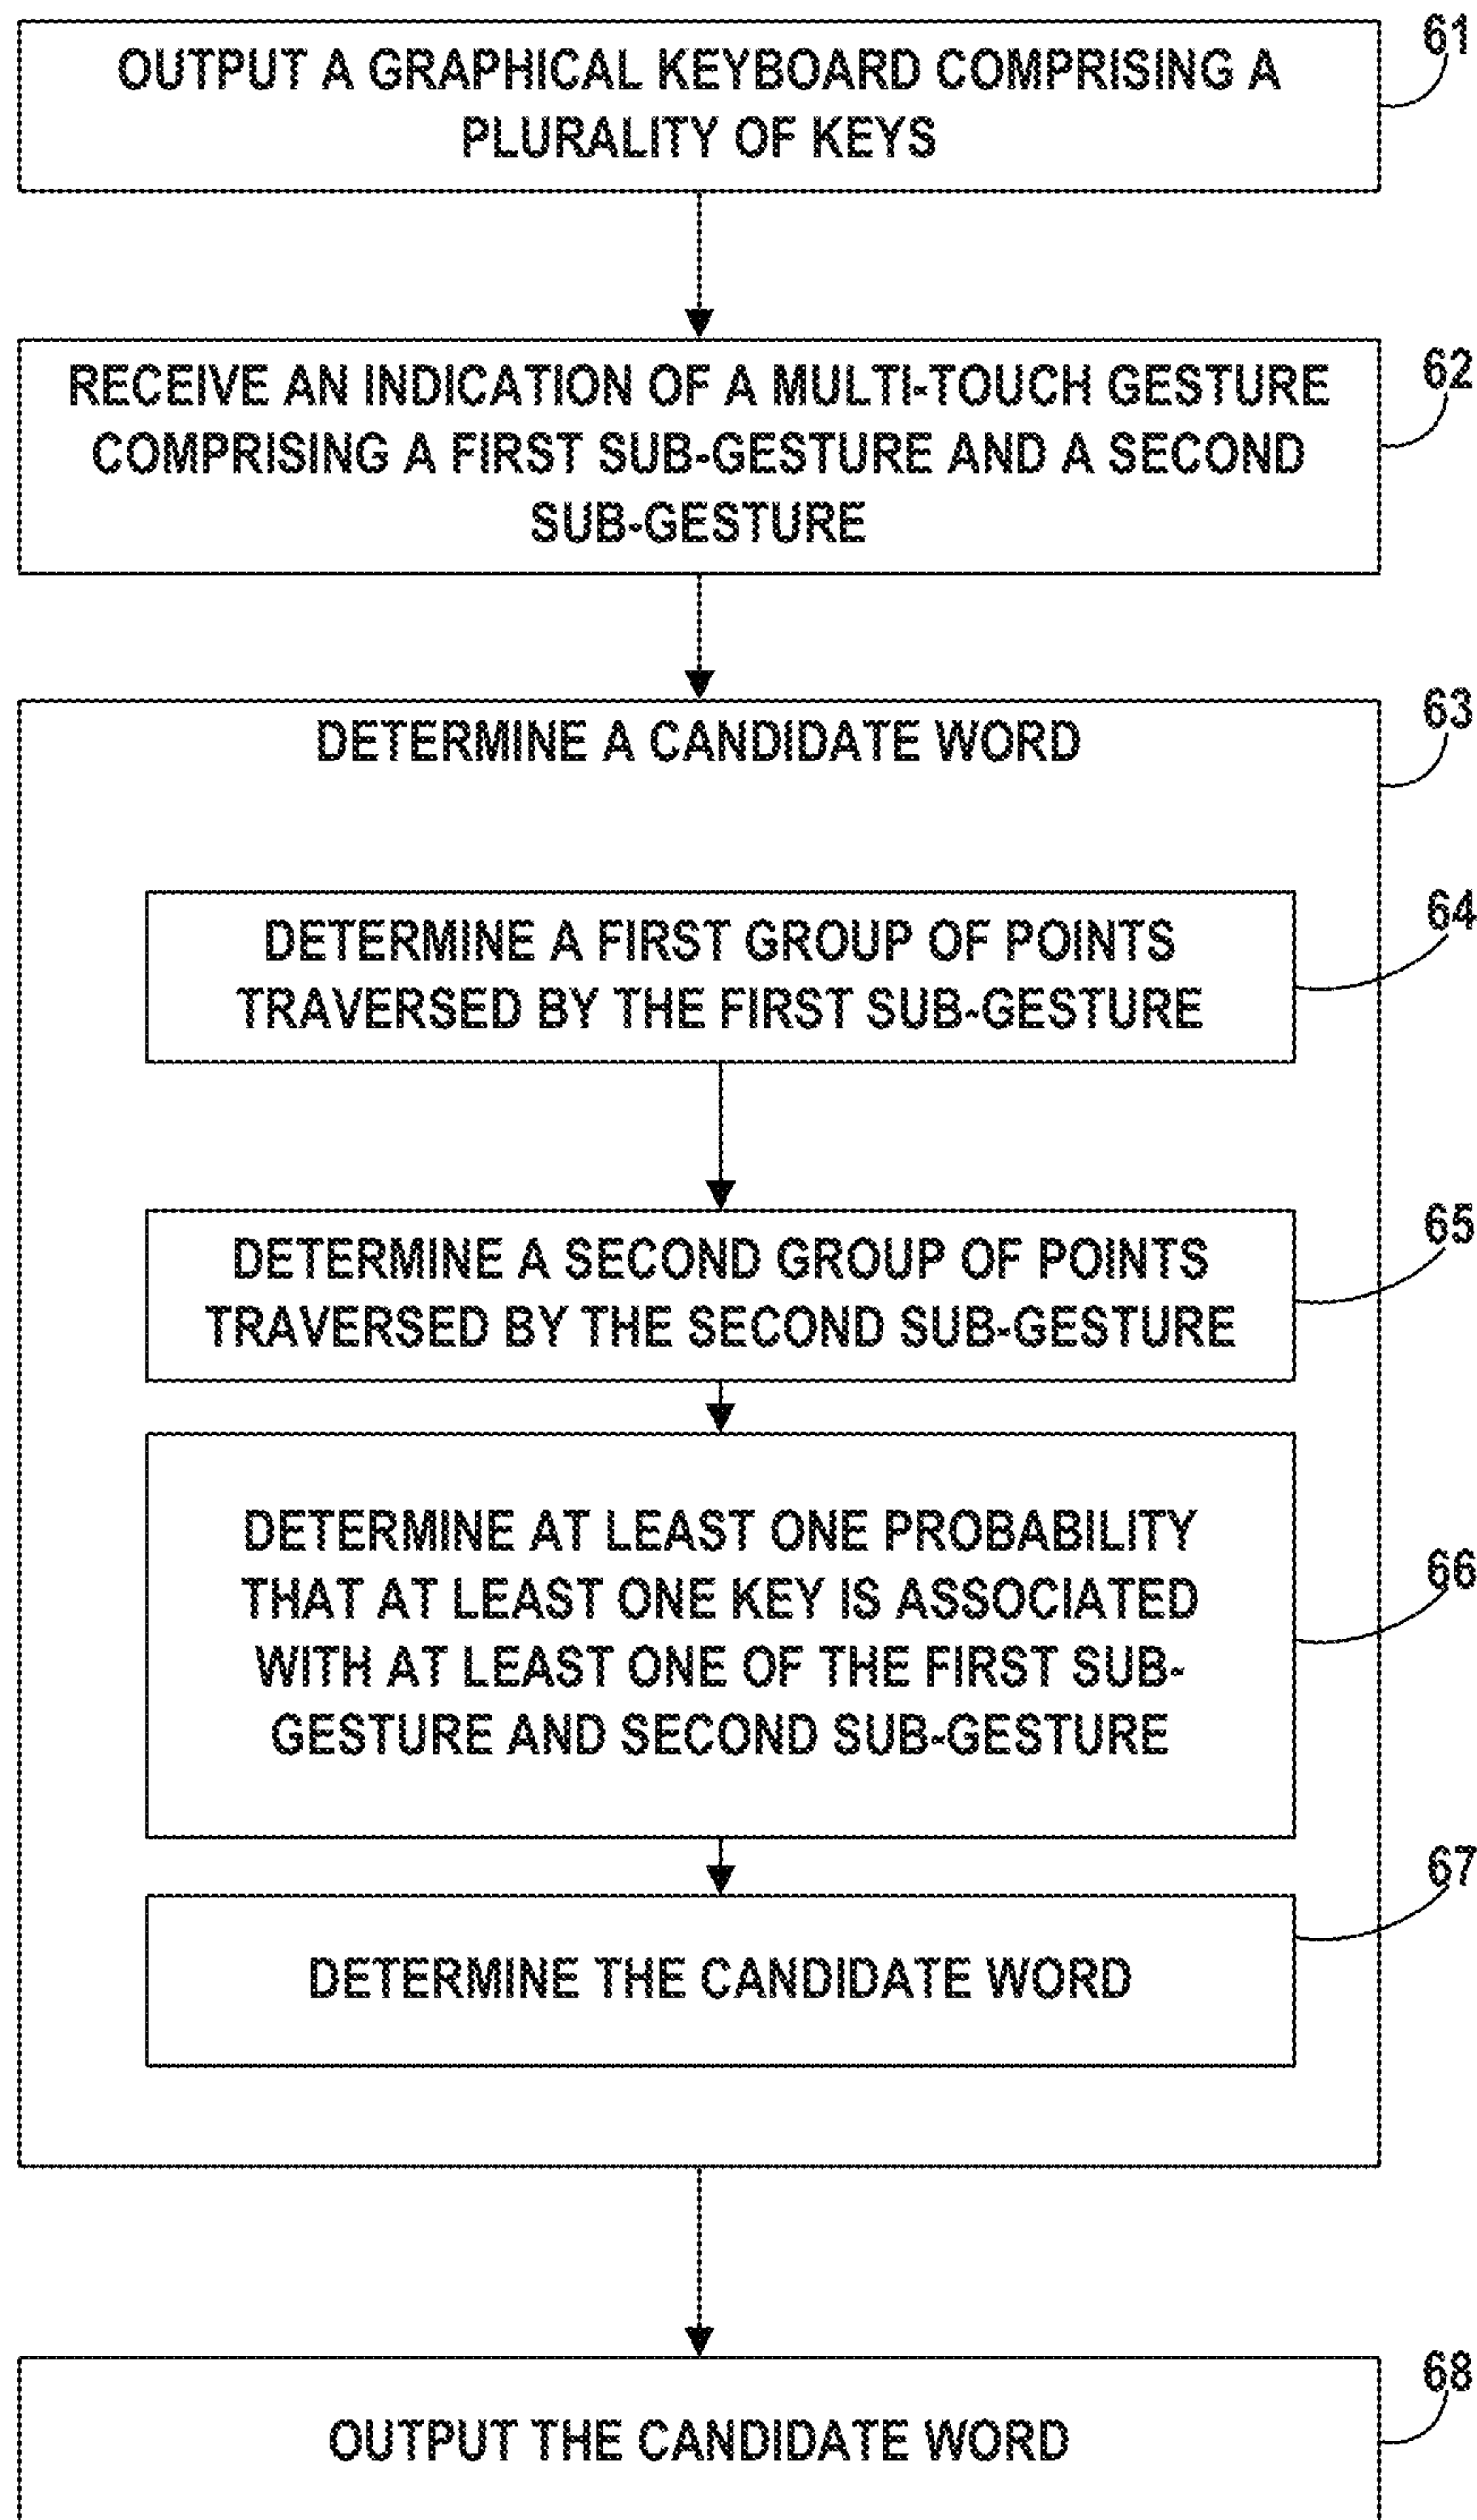 61
OUTPUT A GRAPHICAL KEYBOARD COMPRISING A
PLURALITY OF KEYS
62
RECEIVE AN INDICATION OF A MULTI-TOUCH GESTURE
COMPRISING A FIRST SUB-GESTURE AND A SECOND
SUB-GESTURE
63
DETERMINE A CANDIDATE WORD
64
DETERMINE A FIRST GROUP OF POINTS
TRAVERSED BY THE FIRST SUB-GESTURE
65
DETERMINE A SECOND GROUP OF POINTS
TRAVERSED BY THE SECOND SUB-GESTURE
66
DETERMINE AT LEAST ONE PROBABILITY
THAT AT LEAST ONE KEY IS ASSOCIATED
WITH AT LEAST ONE OF THE FIRST SUB-
GESTURE AND SECOND SUB-GESTURE
67
DETERMINE THE CANDIDATE WORD
68
OUTPUT THE CANDIDATE WORD